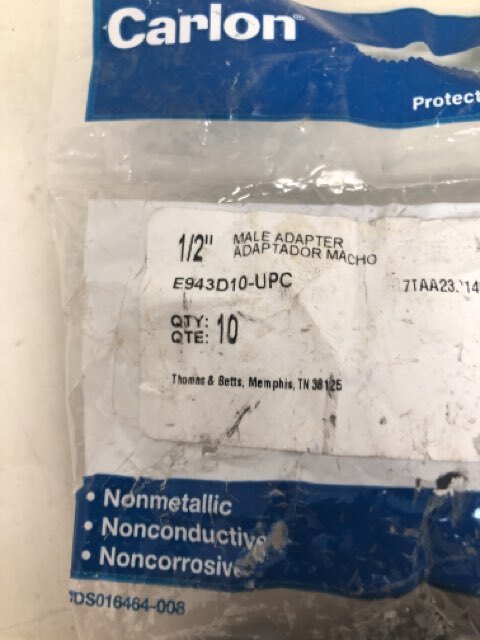 Carlon®
1/2" MALE ADAPTER
ADAPTADOR MACHO
E943D10-UPC
QTY: 10
QTE:
Thomas & Betts, Memphis, TN 38125
• Nonmetallic
• Nonconductive
• Noncorrosive